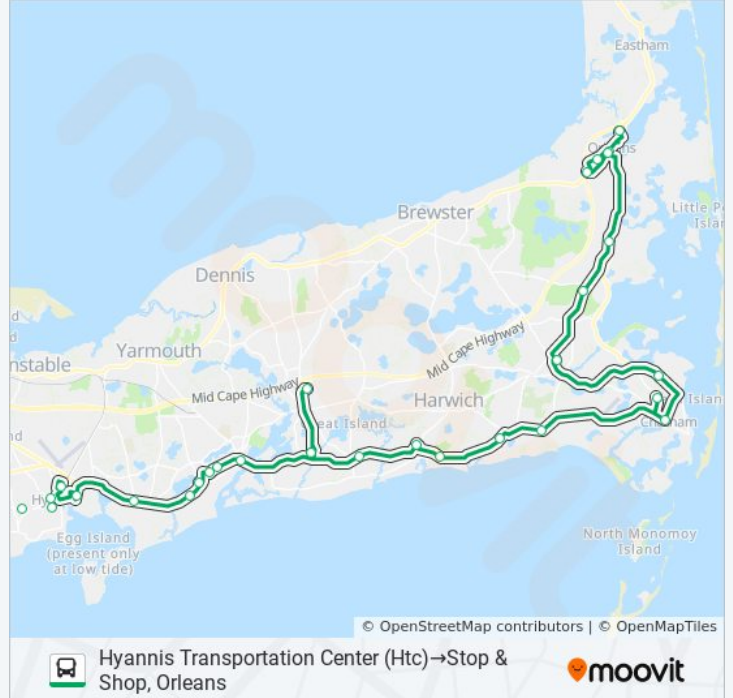 Eastham
Orleans
Little P
Islan
Brewster
Dennis
d
d
nstable
Yarmouth
Mid Cape Highway
Mid Cape Highway
Harwich
reat Island
Islan
Chatham
nd
Hy
Egg Island
(present only
at low tide)
North Monomoy
Island
© OpenStreetMap contributors | © OpenMapTiles
Hyannis Transportation Center (Htc)→Stop &
Shop, Orleans
moovit